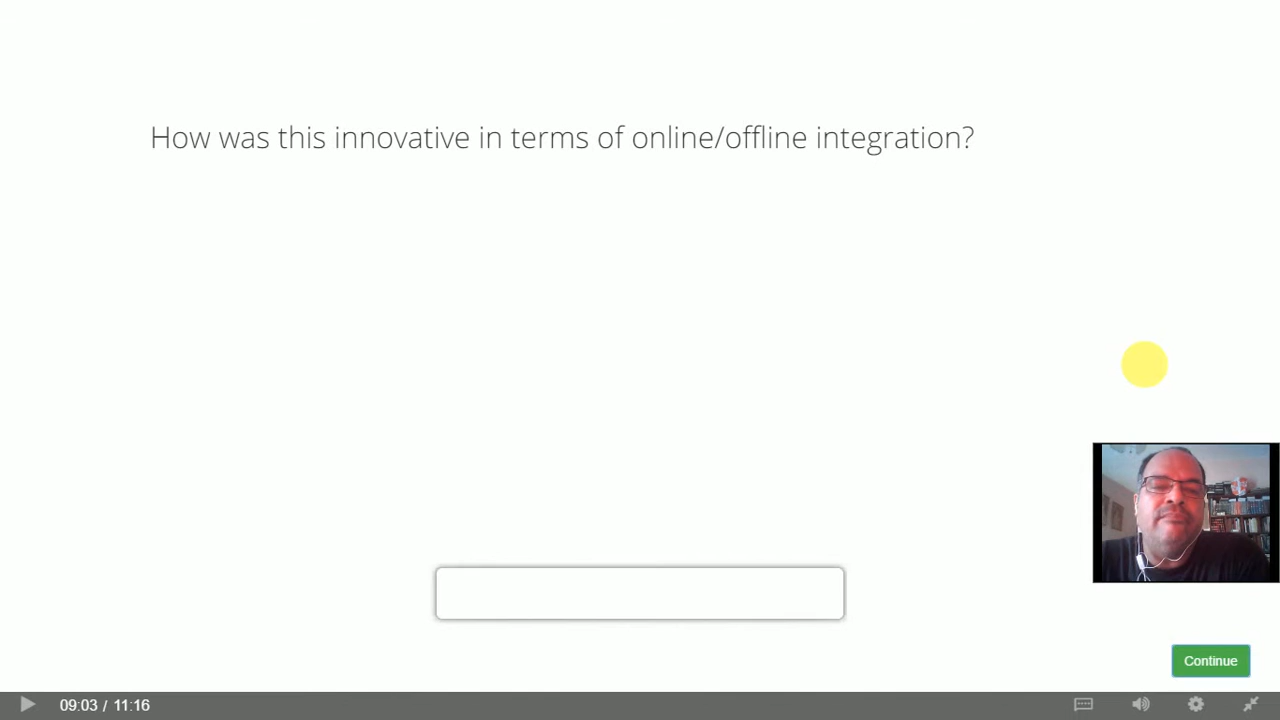 How was this innovative in terms of online/offline integration?
Continue
09:03 / 11:16